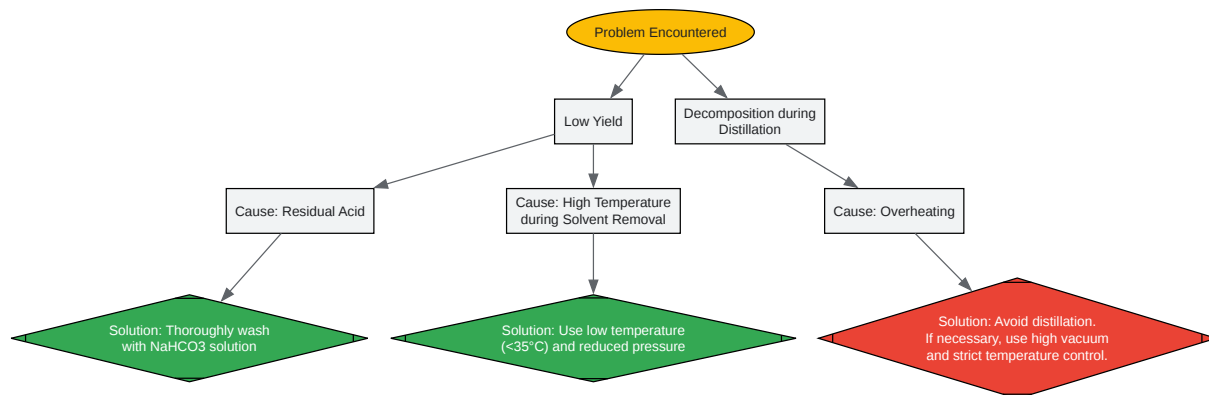 Problem Encountered
Low Yield
Decomposition during
Distillation
Cause: Residual Acid
Cause: High Temperature
during Solvent Removal
Cause: Overheating
Solution: Thoroughly wash
with NaHCO3 solution
Solution: Use low temperature
(<35°C) and reduced pressure
Solution: Avoid distillation.
If necessary, use high vacuum
and strict temperature control.